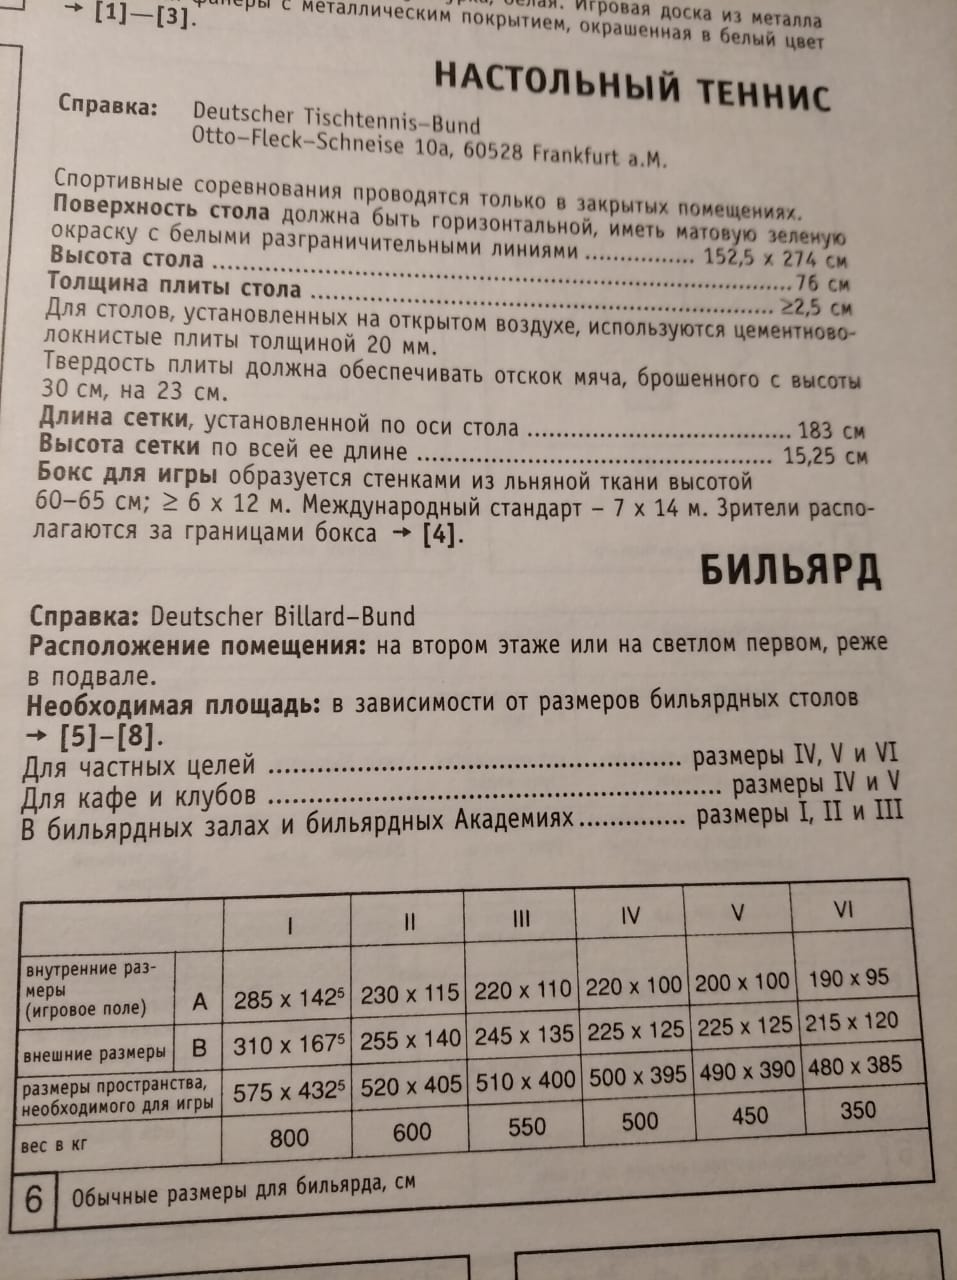 фанеры с металлическим покрытием, окрашенная в белый цвет
белая. Игровая доска из металла
→ [1]—[3].
НАСТОЛЬНЫЙ ТЕННИС
Справка: Deutscher Tischtennis–Bund
Otto–Fleck–Schneise 10a, 60528 Frankfurt a.M.
Спортивные соревнования проводятся только в закрытых помещениях.
Поверхность стола должна быть горизонтальной, иметь матовую зеленую
окраску с белыми разграничительными линиями ............... 152,5 x 274 см
Высота стола ........................................................................ 76 см
Толщина плиты стола ............................................................ ≥2,5 см
Для столов, установленных на открытом воздухе, используются цементново-
локнистые плиты толщиной 20 мм.
Твердость плиты должна обеспечивать отскок мяча, брошенного с высоты
30 см, на 23 см.
Длина сетки, установленной по оси стола .................................... 183 см
Высота сетки по всей ее длине ................................................ 15,25 см
Бокс для игры образуется стенками из льняной ткани высотой
60–65 см; ≥ 6 x 12 м. Международный стандарт – 7 x 14 м. Зрители распо-
лагаются за границами бокса → [4].
БИЛЬЯРД
Справка: Deutscher Billard–Bund
Расположение помещения: на втором этаже или на светлом первом, реже
в подвале.
Необходимая площадь: в зависимости от размеров бильярдных столов
→ [5]–[8].
Для частных целей ........................................................ размеры IV, V и VI
Для кафе и клубов .............................................................. размеры IV и V
В бильярдных залах и бильярдных Академиях .............. размеры I, II и III
I II III IV V VI
внутренние раз-
меры
(игровое поле) A 285 x 142⁵ 230 x 115 220 x 110 220 x 100 200 x 100 190 x 95
внешние размеры B 310 x 167⁵ 255 x 140 245 x 135 225 x 125 225 x 125 215 x 120
размеры пространства,
необходимого для игры 575 x 432⁵ 520 x 405 510 x 400 500 x 395 490 x 390 480 x 385
вес в кг 800 600 550 500 450 350
6 Обычные размеры для бильярда, см